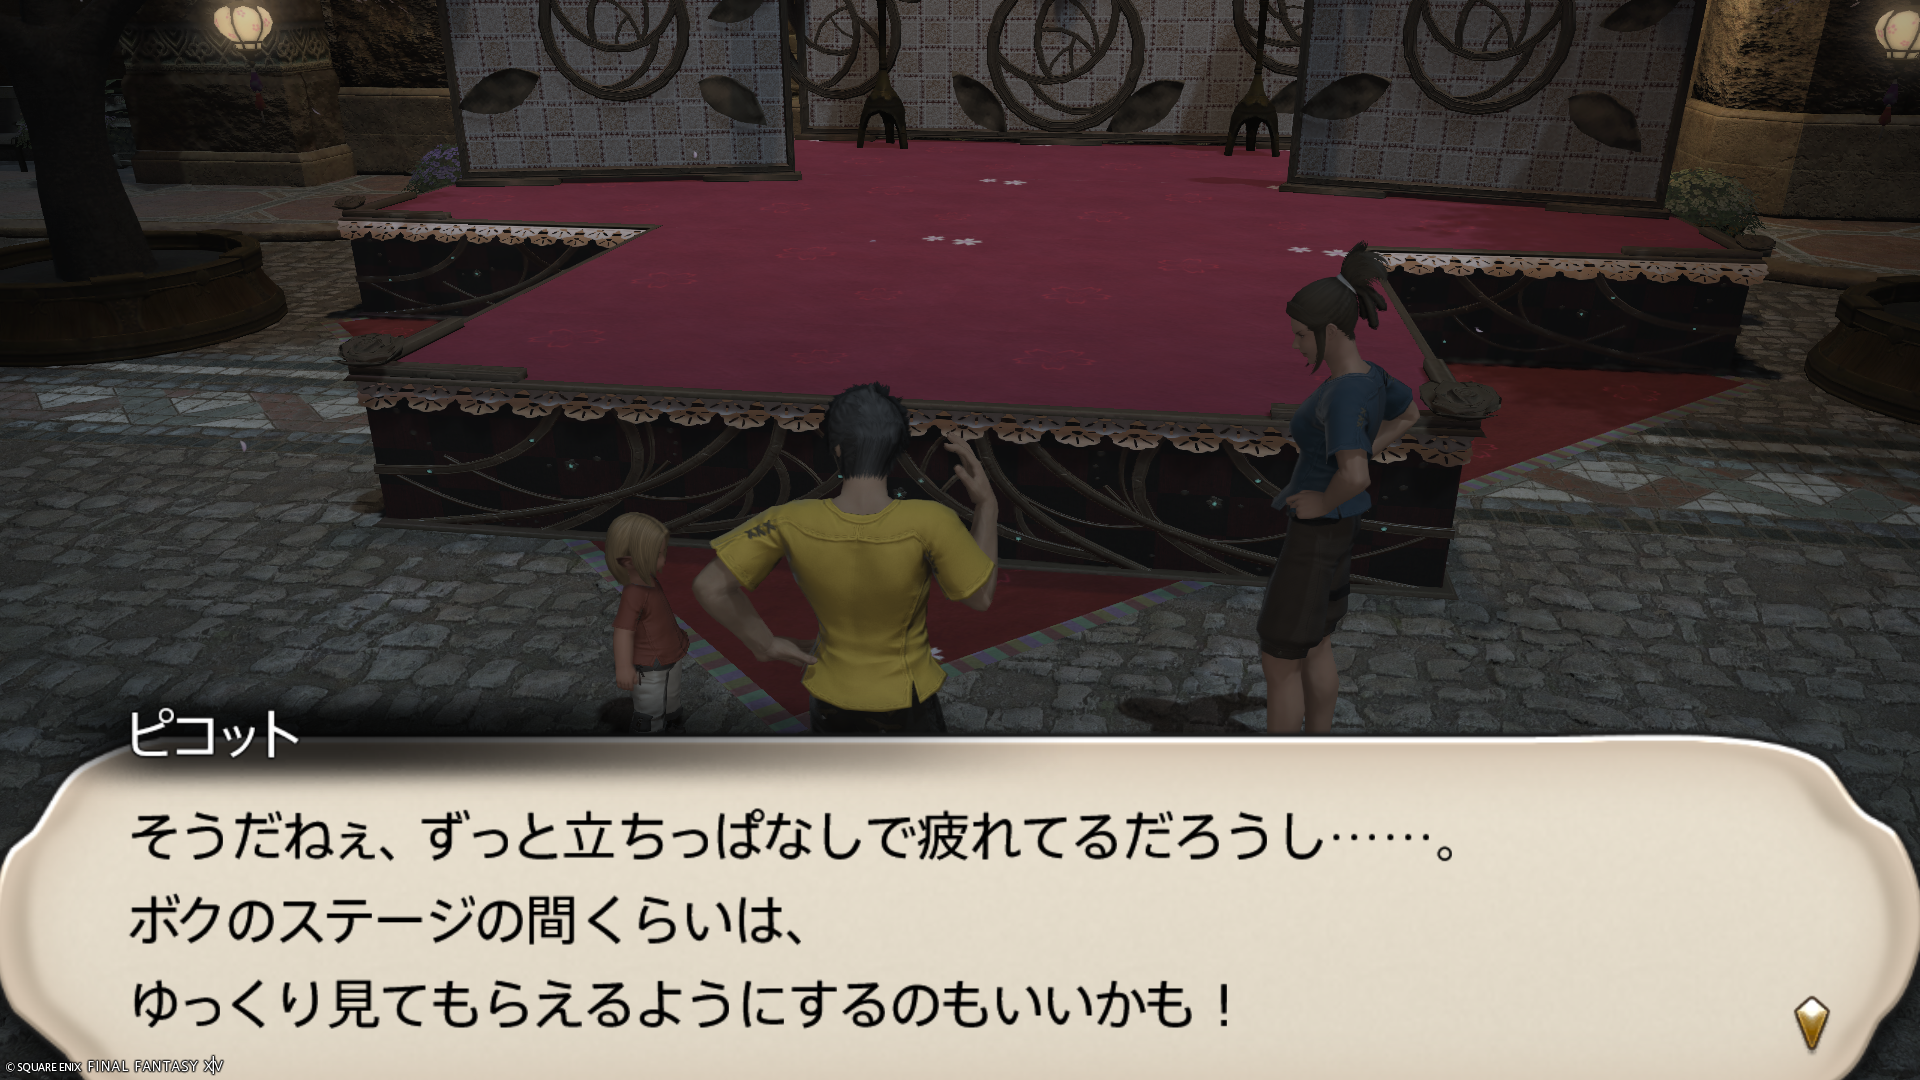 ピコット
そうだねぇ、ずっと立ちっぱなしで疲れてるだろうし……。
ボクのステージの間くらいは、
ゆっくり見てもらえるようにするのもいいかも！
© SQUARE ENIX FINAL FANTASY XIV